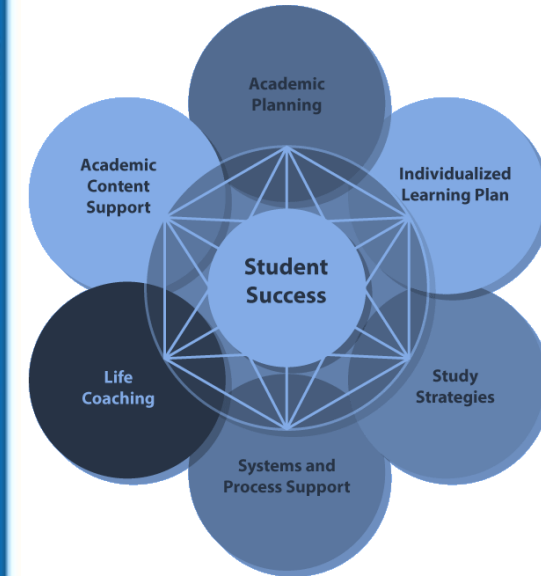 Academic
Planning
Academic
Content
Support
Individualized
Learning Plan
Student
Success
Life
Coaching
Study
Strategies
Systems and
Process Support